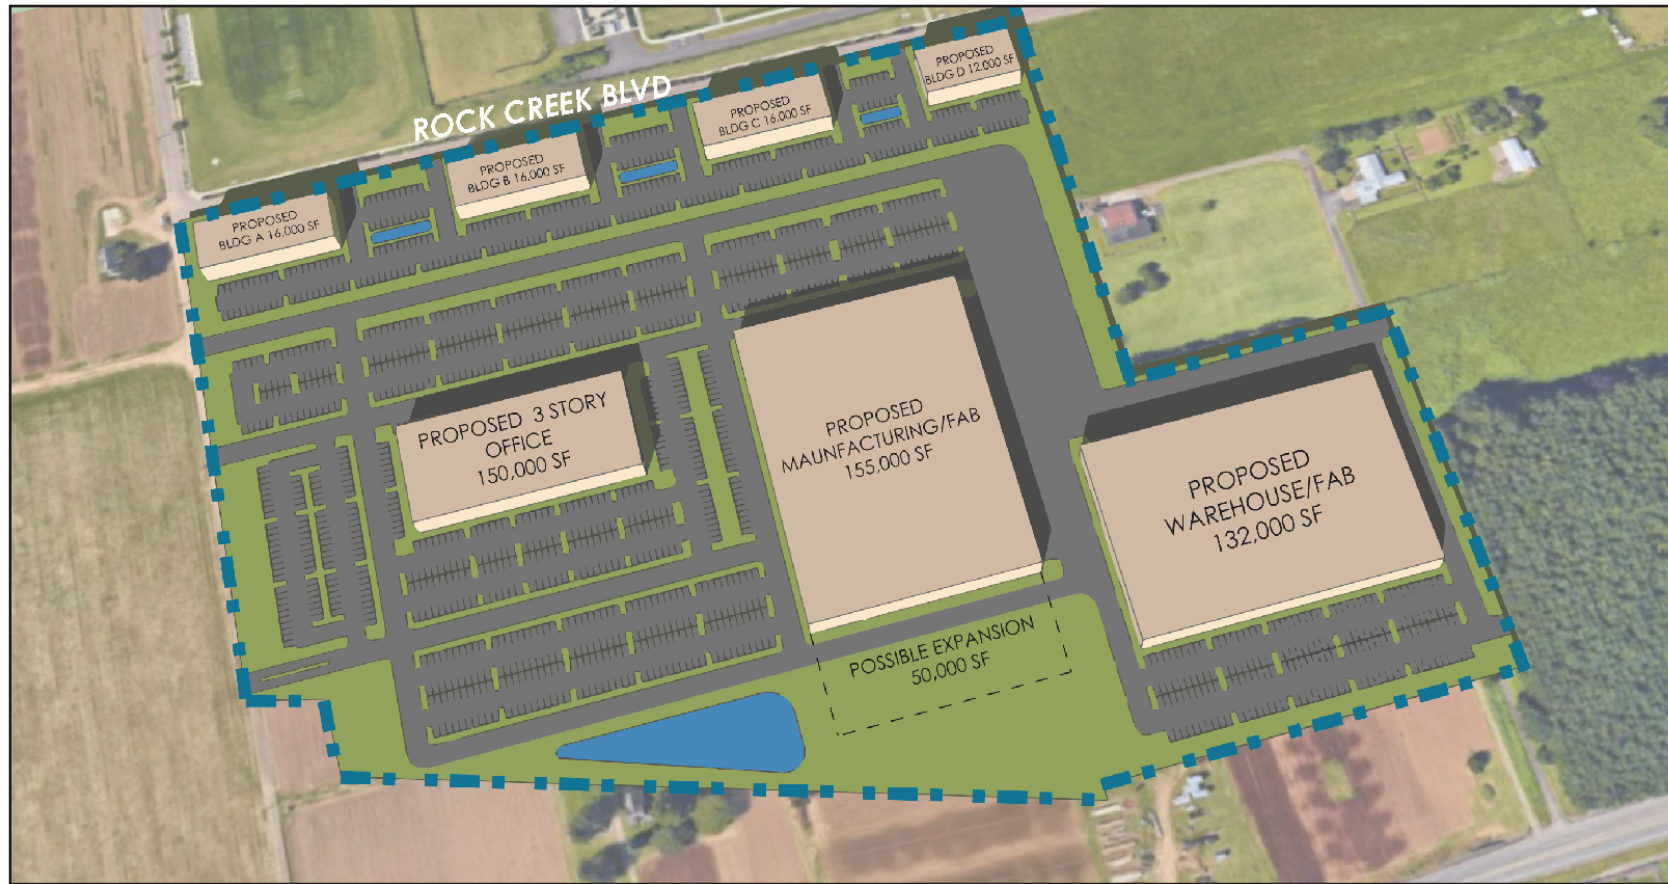 ROCK CREEK BLVD
PROPOSED
BLDG D 12,000 SF
PROPOSED
BLDG C 16,000 SF
PROPOSED
BLDG B 16,000 SF
PROPOSED
BLDG A 16,000 SF
PROPOSED 3 STORY
OFFICE
150,000 SF
PROPOSED
MAUNFACTURING/FAB
155,000 SF
PROPOSED
WAREHOUSE/FAB
132,000 SF
POSSIBLE EXPANSION
50,000 SF